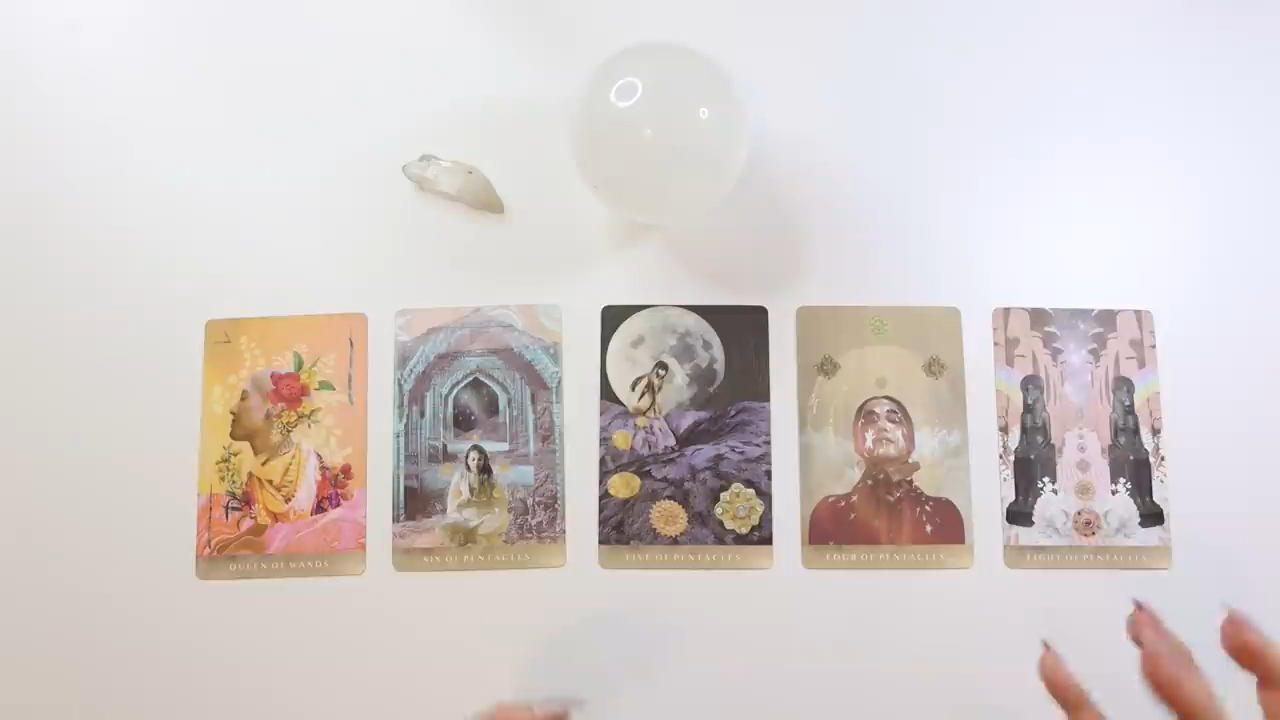 QUEEN OF WANDS
SIX OF PENTACLES
FIVE OF PENTACLES
FOUR OF PENTACLES
EIGHT OF PENTACLES